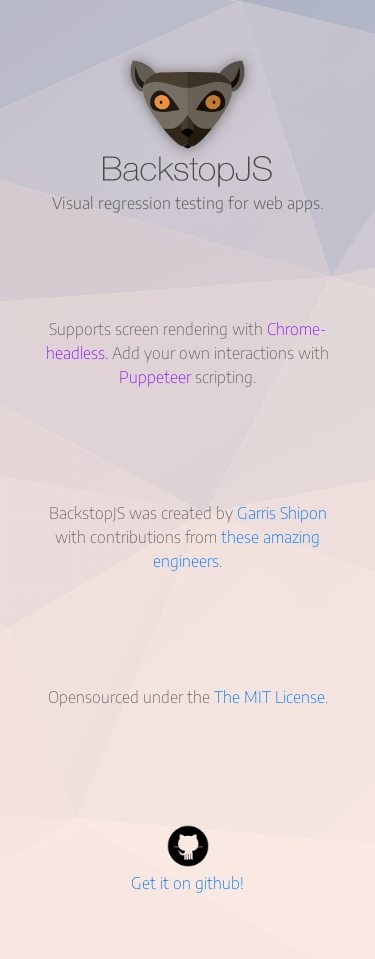 BackstopJS
Visual regression testing for web apps.
Supports screen rendering with Chrome-
headless. Add your own interactions with
Puppeteer scripting.
BackstopJS was created by Garris Shipon
with contributions from these amazing
engineers.
Opensourced under the The MIT License.
Get it on github!